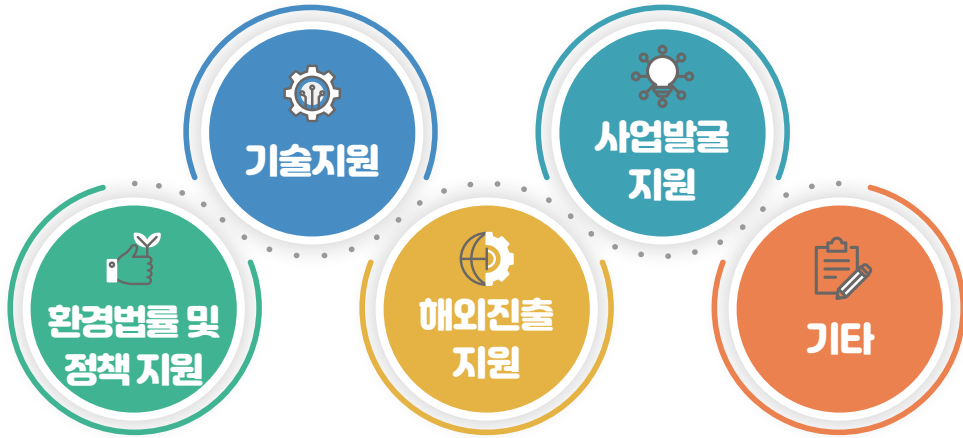 환경법률 및
정책 지원
기술지원
해외진출
지원
사업발굴
지원
기타